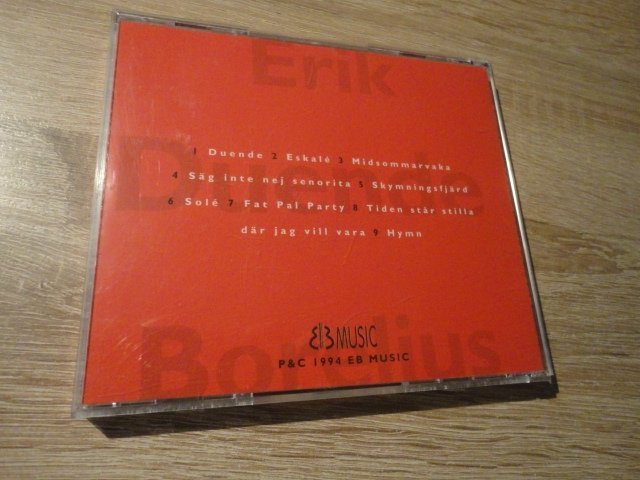 Erik
1 Duende 2 Eskalé 3 Midsommarvaka
4 Säg inte nej senorita 5 Skymningsfjärd
Duende
6 Solé 7 Fat Pal Party 8 Tiden står stilla
där jag vill vara 9 Hymn
EB MUSIC
Borelius
P&C 1994 EB MUSIC